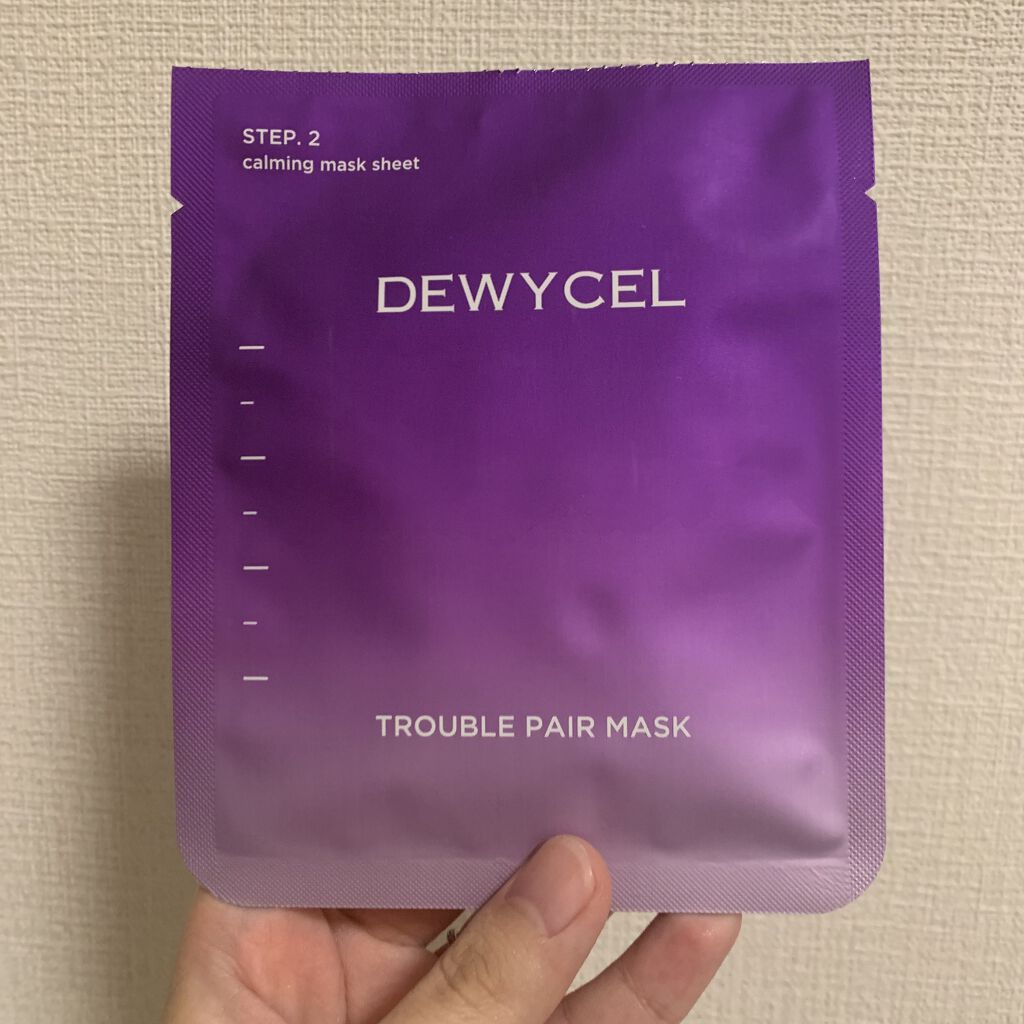 STEP. 2
calming mask sheet
DEWYCEL
TROUBLE PAIR MASK